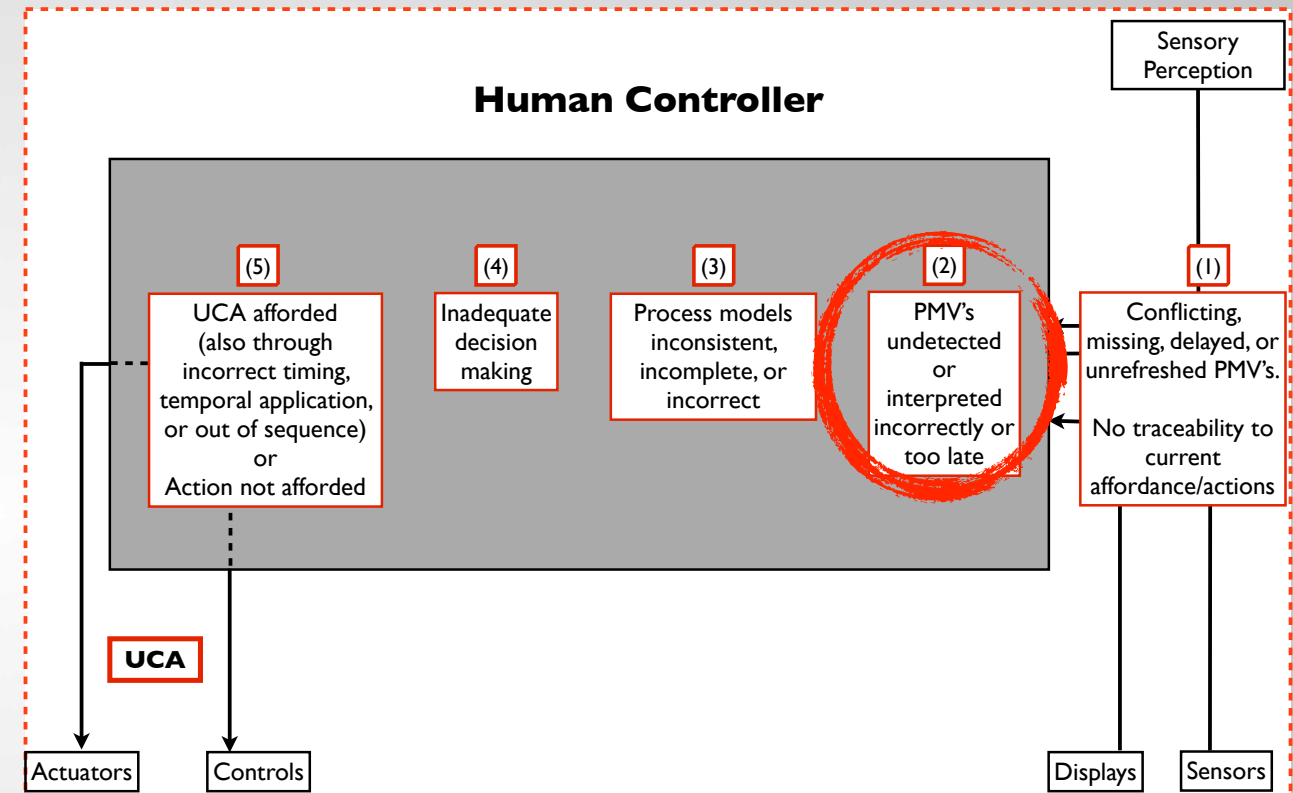 Sensory
Perception
Human Controller
(5)
UCA afforded
(also through
incorrect timing,
temporal application,
or out of sequence)
or
Action not afforded
(4)
Inadequate
decision
making
(3)
Process models
inconsistent,
incomplete, or
incorrect
(2)
PMV's
undetected
or
interpreted
incorrectly or
too late
(1)
Conflicting,
missing, delayed, or
unrefreshed PMV's.
No traceability to
current
affordance/actions
UCA
Actuators
Controls
Displays
Sensors